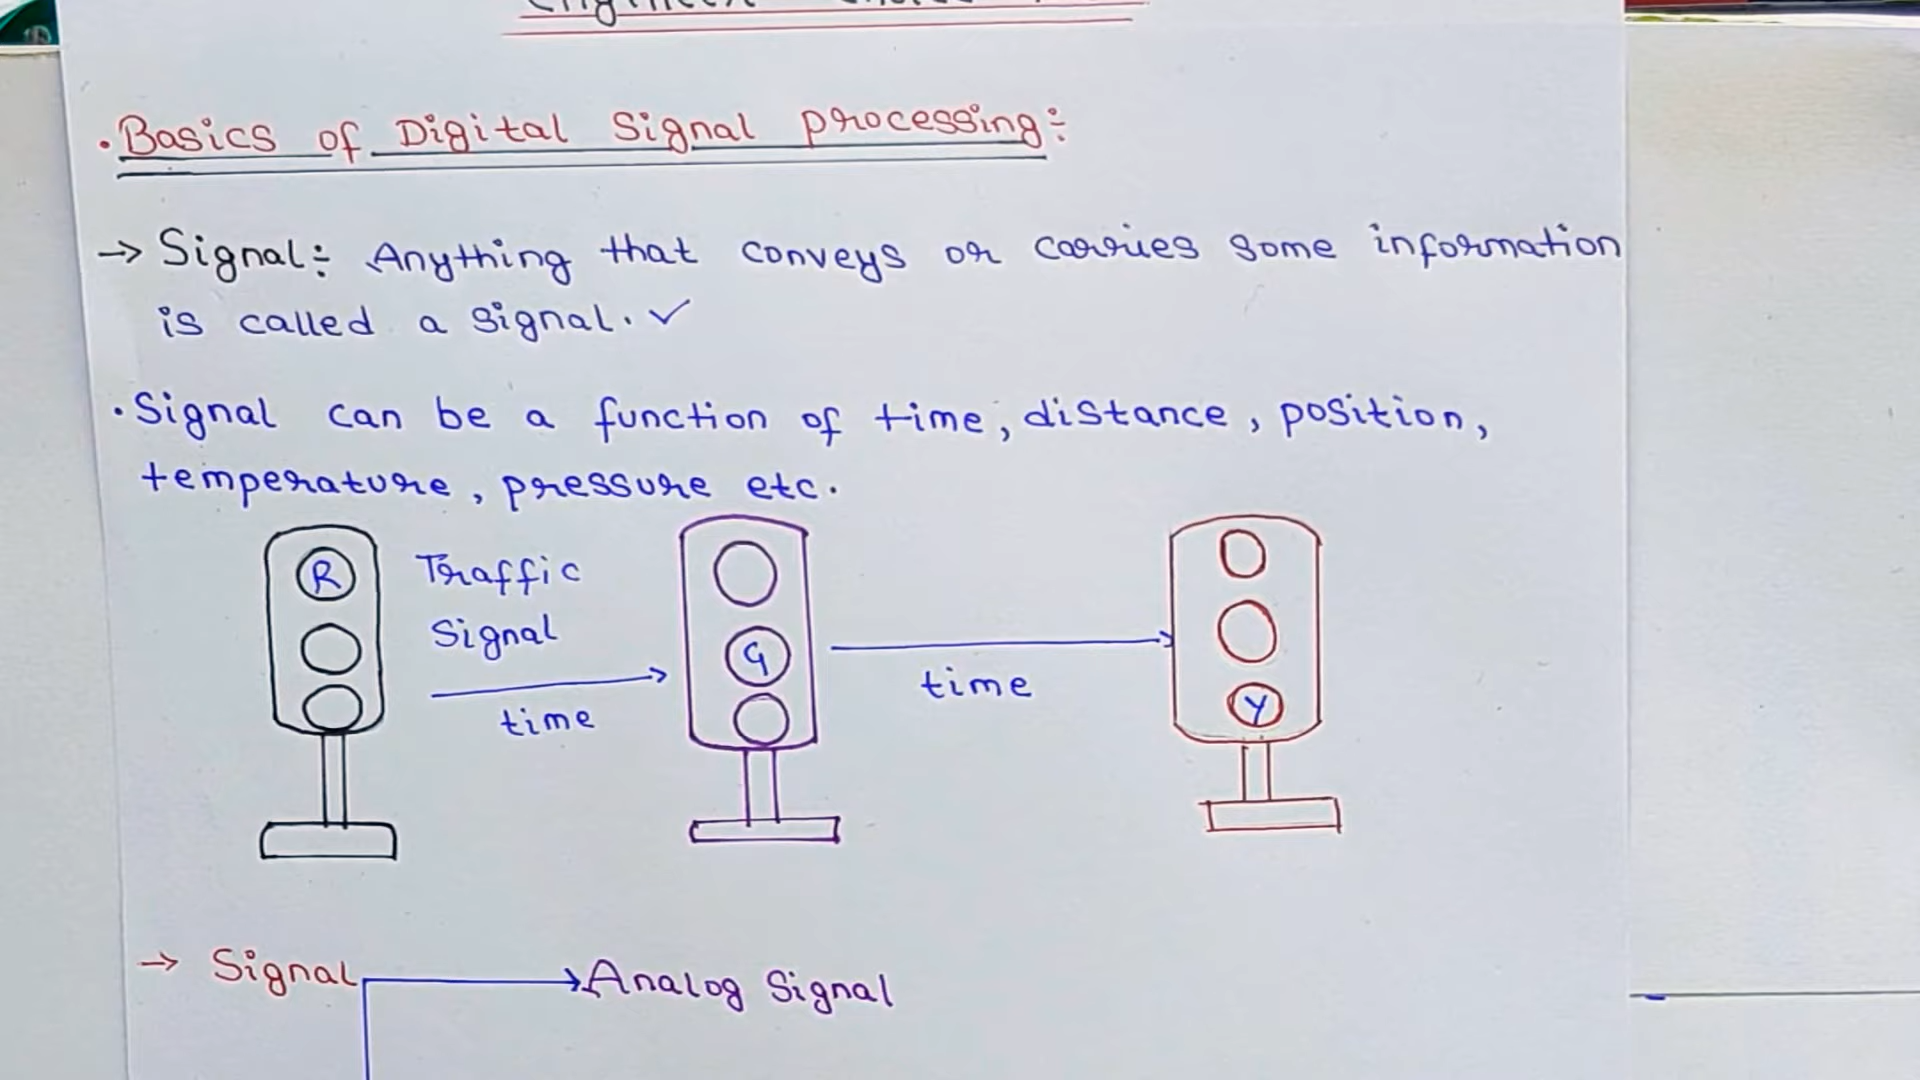 • Basics of Digital Signal processing:
→ Signal: Anything that conveys or carries some information
is called a signal. ✓
• Signal can be a function of time, distance, position,
temperature, pressure etc.
R
Traffic
Signal
time
G
time
Y
→ Signal → Analog Signal